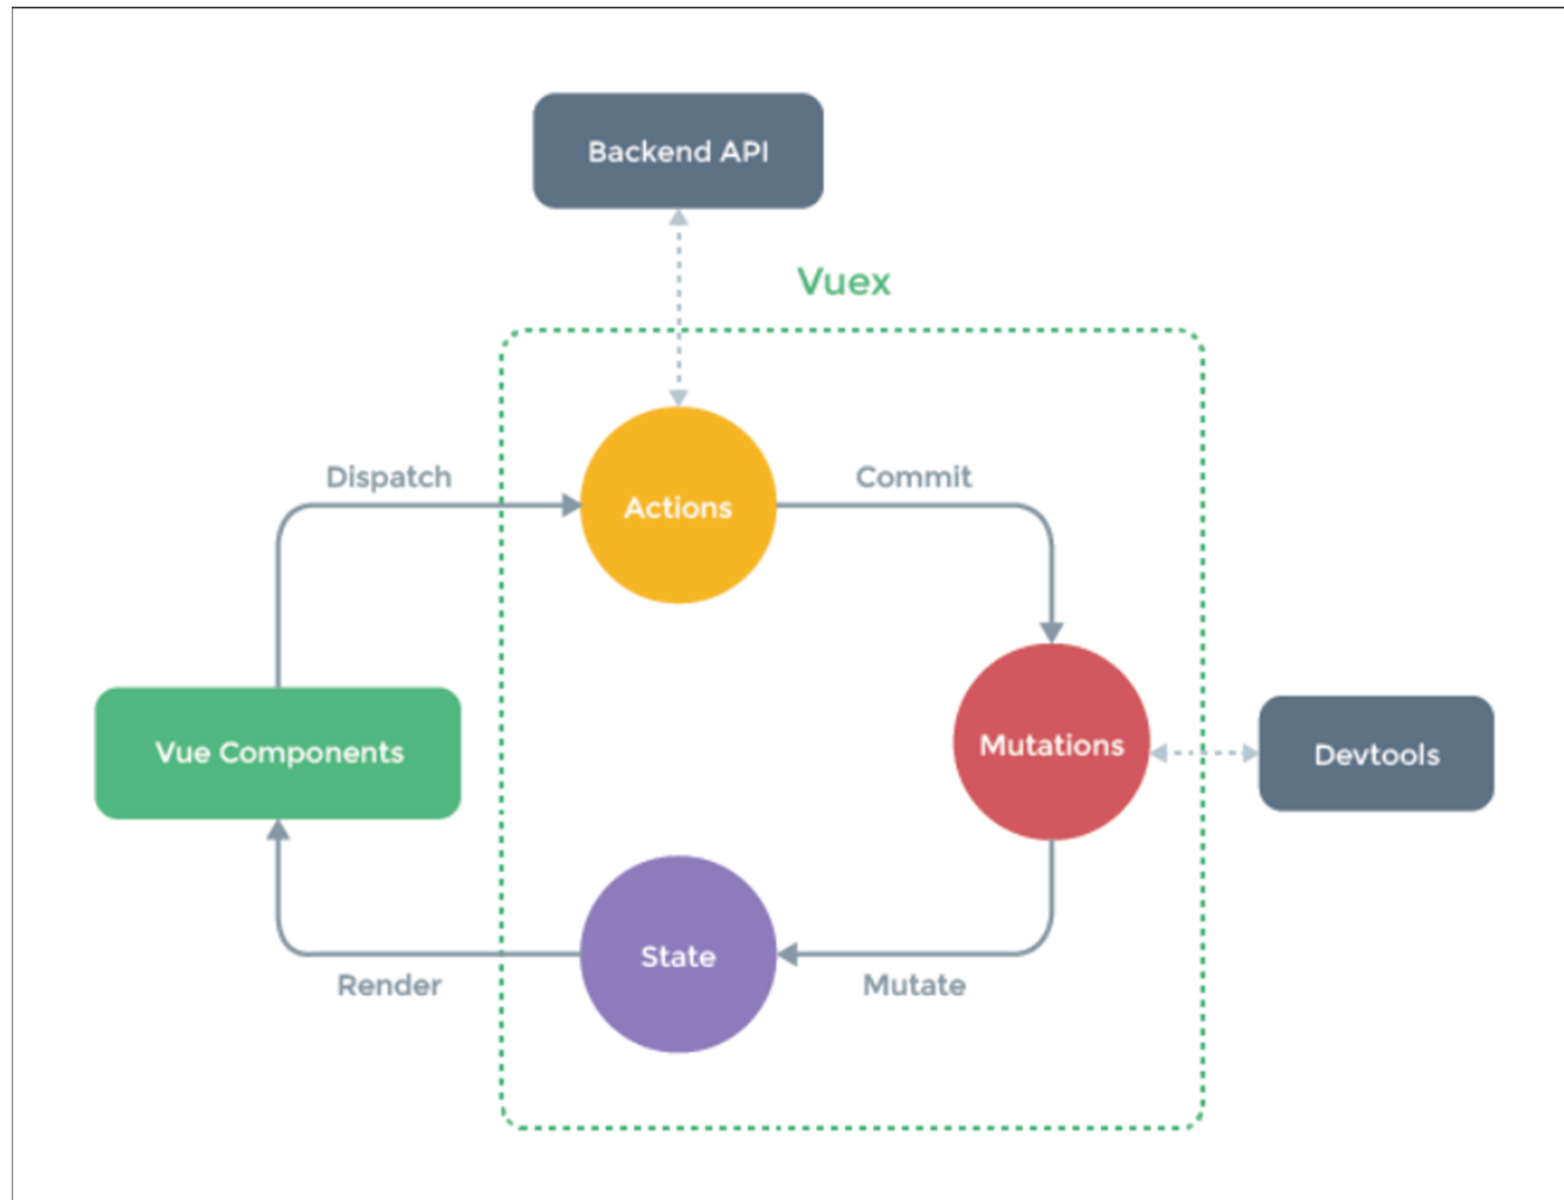 Backend API
Vuex
Dispatch
Commit
Actions
Vue Components
Mutations
Devtools
State
Render
Mutate